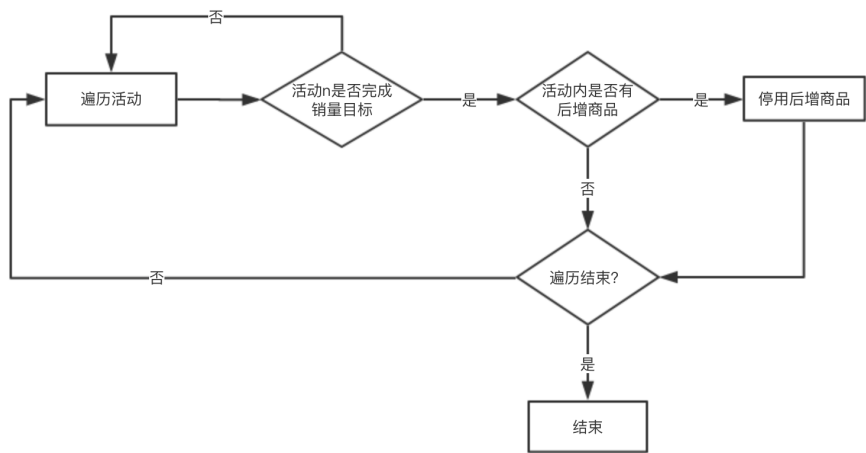 否
遍历活动
活动n是否完成
销量目标
是
活动内是否有
后增商品
是
停用后增商品
否
否
遍历结束?
是
结束